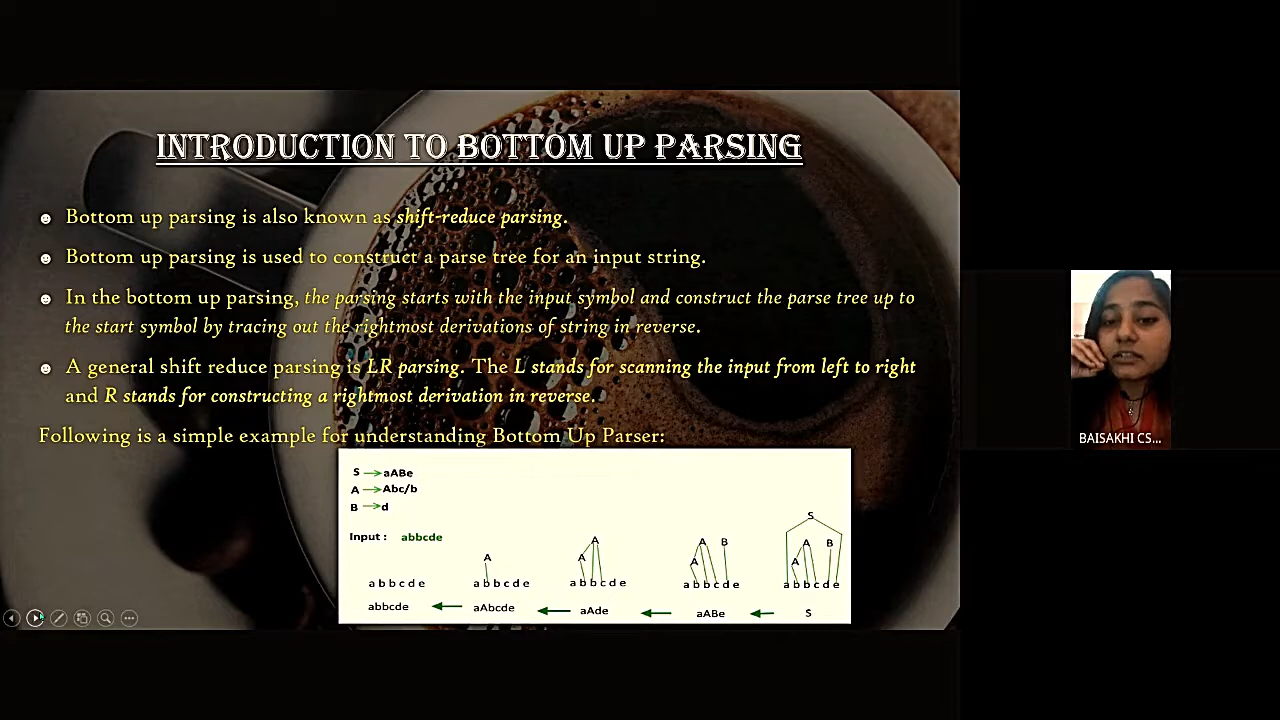 INTRODUCTION TO BOTTOM UP PARSING
Bottom up parsing is also known as shift-reduce parsing.
Bottom up parsing is used to construct a parse tree for an input string.
In the bottom up parsing, the parsing starts with the input symbol and construct the parse tree up to
the start symbol by tracing out the rightmost derivations of string in reverse.
A general shift reduce parsing is LR parsing. The L stands for scanning the input from left to right
and R stands for constructing a rightmost derivation in reverse.
Following is a simple example for understanding Bottom Up Parser:
S → aABe
A → Abc/b
B → d
Input : abbcde
S
A
A
A B
A B
A
A
A
a b b c d e a b b c d e a b b c d e a b b c d e a b b c d e
abbcde ← aAbcde ← aAde ← aABe ← S
BAISAKHI CS...